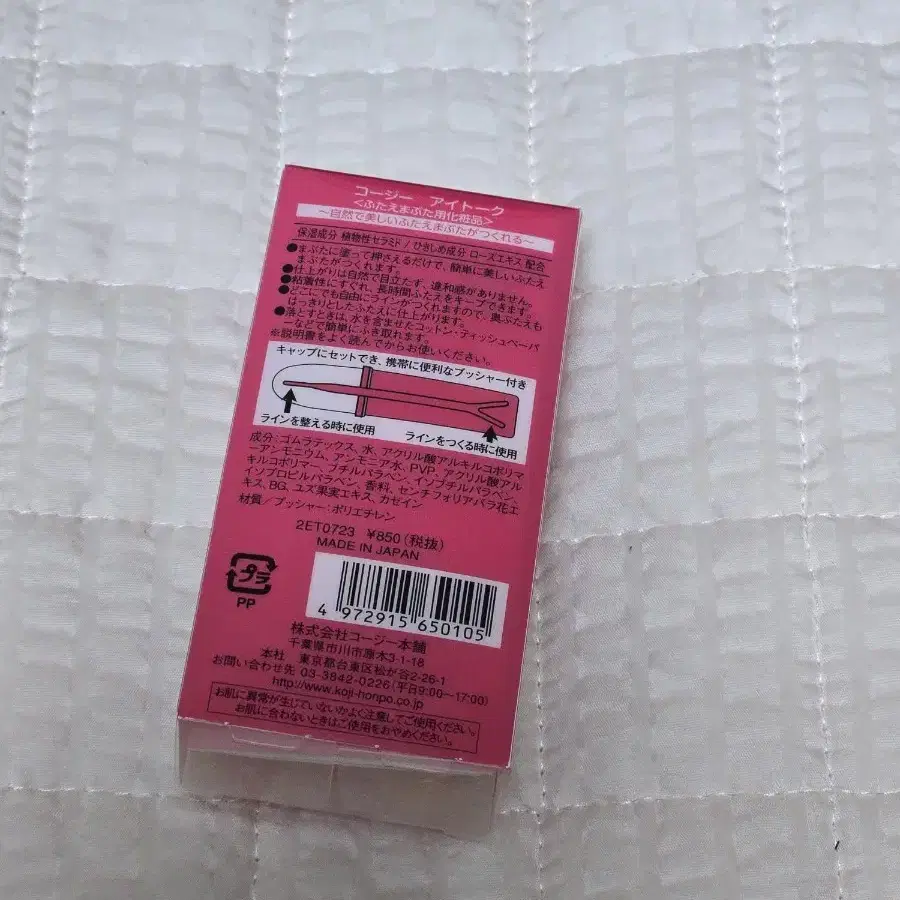 コージー アイトーク
<ふたえまぶた用化粧品>
～自然で美しいふたえまぶたがつくれる～
保湿成分 植物性セラミド / ひきしめ成分 ローズエキス 配合
●まぶたに塗って押さえるだけで、簡単に美しいふたえ
まぶたがつくれます。
●仕上がりは自然で目立たず、違和感がありません。
●粘着性にすぐれ、長時間ふたえをキープできます。
●どこにでも自由にラインがつくれますので、奥ぶたえも
はっきりとしたふたえに仕上がります。
●落とすときは、水を含ませたコットン・ティッシュペーパ
ーなどで簡単にふき取れます。
※説明書をよく読んでからお使いください。
キャップにセットでき、携帯に便利なプッシャー付き
ラインを整える時に使用
ラインをつくる時に使用
成分：ゴムラテックス、水、アクリル酸アルキルコポリマ
ーアンモニウム、アンモニア水、PVP、アクリル酸アル
キルコポリマー、ブチルパラベン、イソブチルパラベン、
イソプロピルパラベン、香料、センチフォリアバラ花エ
キス、BG、ユズ果実エキス、カゼイン
材質／プッシャー：ポリエチレン
2ET0723 ¥850（税抜）
MADE IN JAPAN
プラ
PP
4 972915 650105
株式会社コージー本舗
千葉県市川市原木3-1-18
本社 東京都台東区松が谷2-26-1
お問い合わせ先 03-3842-0226（平日9:00～17:00）
http://www.koji-honpo.co.jp
お肌に異常が生じていないかよく注意してご使用ください。
お肌に合わないときはご使用をおやめください。